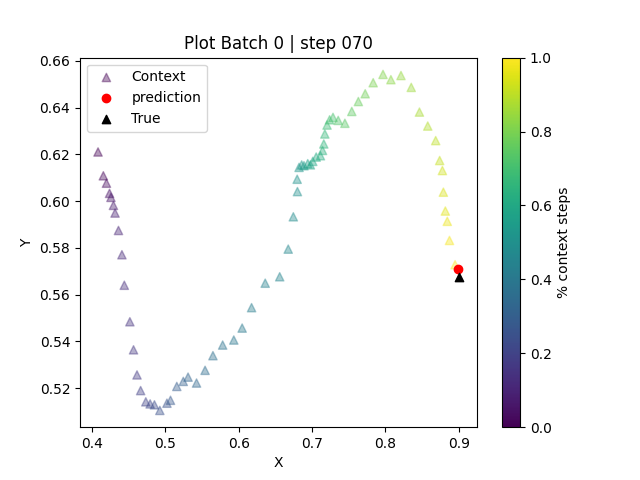 Plot Batch 0 | step 070
Context
prediction
True
0.66
0.64
0.62
0.60
0.58
0.56
0.54
0.52
Y
0.4 0.5 0.6 0.7 0.8 0.9
X
1.0
0.8
0.6
0.4
0.2
0.0
% context steps